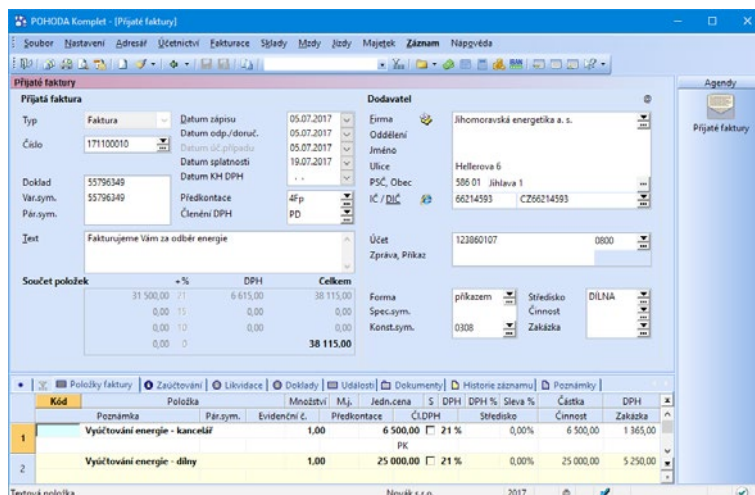 POHODA Komplet - [Přijaté faktury]
Soubor Nastavení Adresář Účetnictví Fakturace Sklady Mzdy Jízdy Majetek Záznam Nápověda
Přijaté faktury
Agendy
Přijaté faktury
Přijatá faktura
Dodavatel
Typ Faktura Datum zápisu 05.07.2017 Firma Jihomoravská energetika a. s.
Datum odp./doruč. 05.07.2017 Oddělení
Číslo 171100010 Datum úč.případu 05.07.2017 Jméno
Datum splatnosti 19.07.2017 Ulice Hellerova 6
Doklad 55796349 Datum KH DPH . . PSČ, Obec 586 01 Jihlava 1
Var.sym. 55796349 Předkontace 4Fp IČ / DIČ 66214593 CZ66214593
Pár.sym. Členění DPH PD
Text Fakturujeme Vám za odběr energie Účet 123860107 0800
Zpráva, Příkaz
Součet položek +% DPH Celkem
31 500,00 21 6 615,00 38 115,00 Forma příkazem Středisko DÍLNA
0,00 15 0,00 0,00 Spec.sym. Činnost
0,00 10 0,00 0,00 Konst.sym. 0308 Zakázka
0,00 0 38 115,00
Položky faktury Zaúčtování Likvidace Doklady Události Dokumenty Historie záznamu Poznámky
Kód Položka Množství M.j. Jedn.cena S DPH DPH % Sleva % Částka DPH
Poznámka Pár.sym. Evidenční č. Předkontace Čl.DPH Středisko Činnost Zakázka
1 Vyúčtování energie - kancelář 1,00 6 500,00 21 % 0,00% 6 500,00 1 365,00
PK
2 Vyúčtování energie - dílny 1,00 25 000,00 21 % 0,00% 25 000,00 5 250,00
Textová položka Novák s.r.o. 2017 @